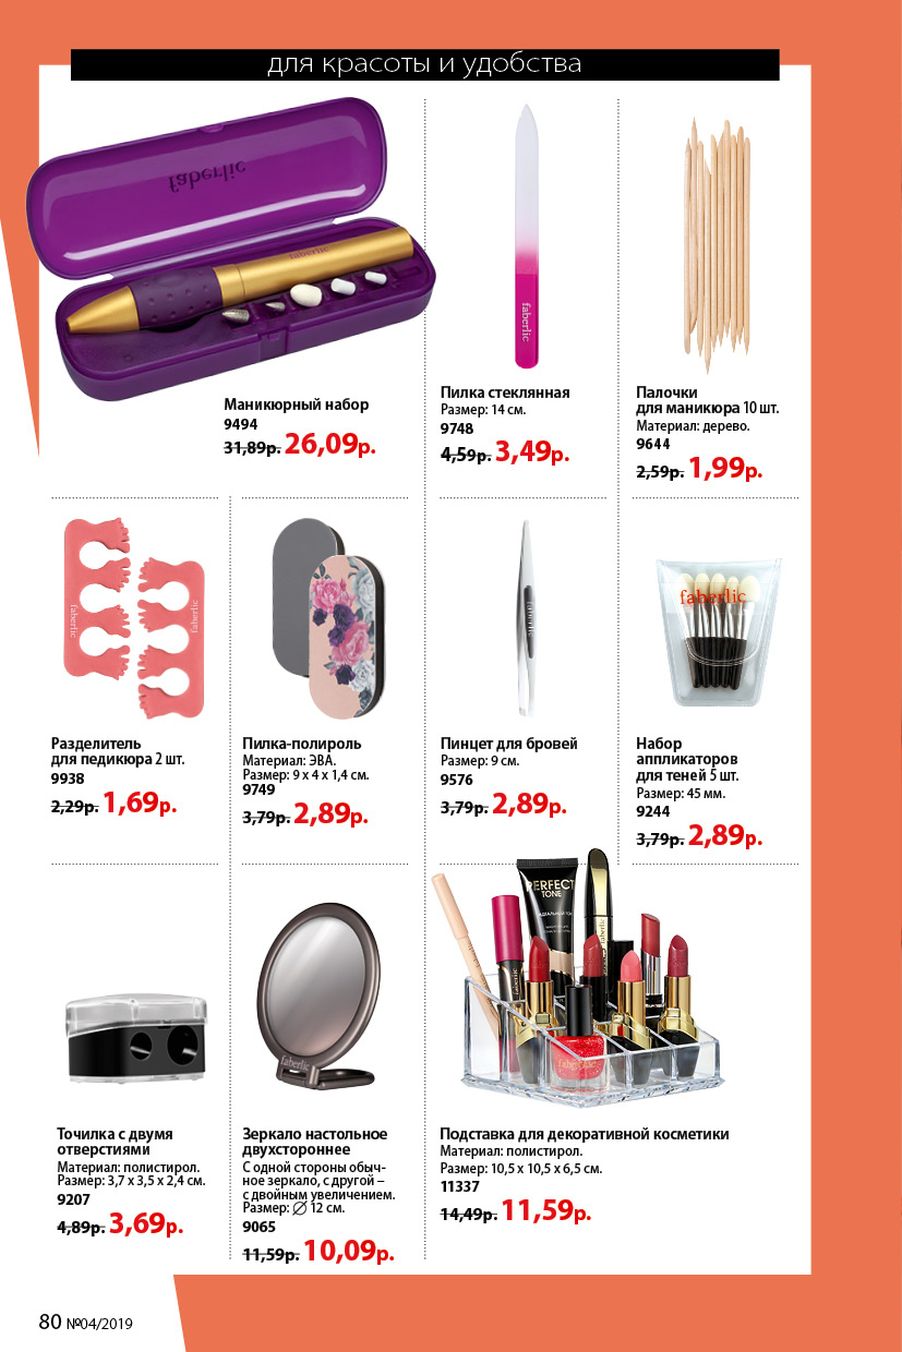 для красоты и удобства
faberlic
faberlic
faberlic
Маникюрный набор
9494
31,89р. 26,09р.
Пилка стеклянная
Размер: 14 см.
9748
4,59р. 3,49р.
Палочки
для маникюра 10 шт.
Материал: дерево.
9644
2,59р. 1,99р.
faberlic
faberlic
Разделитель
для педикюра 2 шт.
9938
2,29р. 1,69р.
Пилка-полироль
Материал: ЭВА.
Размер: 9 х 4 х 1,4 см.
9749
3,79р. 2,89р.
faberlic
Пинцет для бровей
Размер: 9 см.
9576
3,79р. 2,89р.
faberlic
Набор
аппликаторов
для теней 5 шт.
Размер: 45 мм.
9244
3,79р. 2,89р.
Точилка с двумя
отверстиями
Материал: полистирол.
Размер: 3,7 х 3,5 х 2,4 см.
9207
4,89р. 3,69р.
faberlic
Зеркало настольное
двухстороннее
С одной стороны обыч-
ное зеркало, с другой –
с двойным увеличением.
Размер: ∅ 12 см.
9065
11,59р. 10,09р.
PERFECT
TONE
faberlic
faberlic
faberlic
Подставка для декоративной косметики
Материал: полистирол.
Размер: 10,5 х 10,5 х 6,5 см.
11337
14,49р. 11,59р.
80 №04/2019